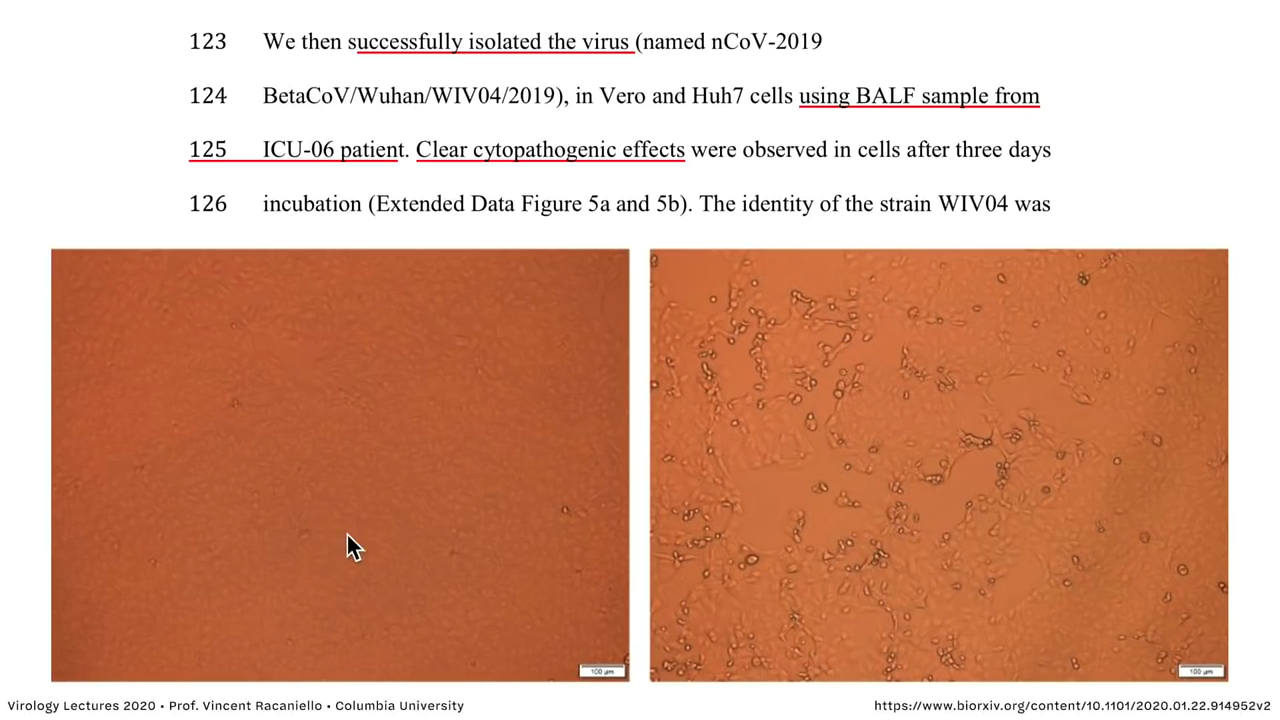 123 We then successfully isolated the virus (named nCoV-2019
124 BetaCoV/Wuhan/WIV04/2019), in Vero and Huh7 cells using BALF sample from
125 ICU-06 patient. Clear cytopathogenic effects were observed in cells after three days
126 incubation (Extended Data Figure 5a and 5b). The identity of the strain WIV04 was
100 μm
100 μm
Virology Lectures 2020 • Prof. Vincent Racaniello • Columbia University
https://www.biorxiv.org/content/10.1101/2020.01.22.914952v2